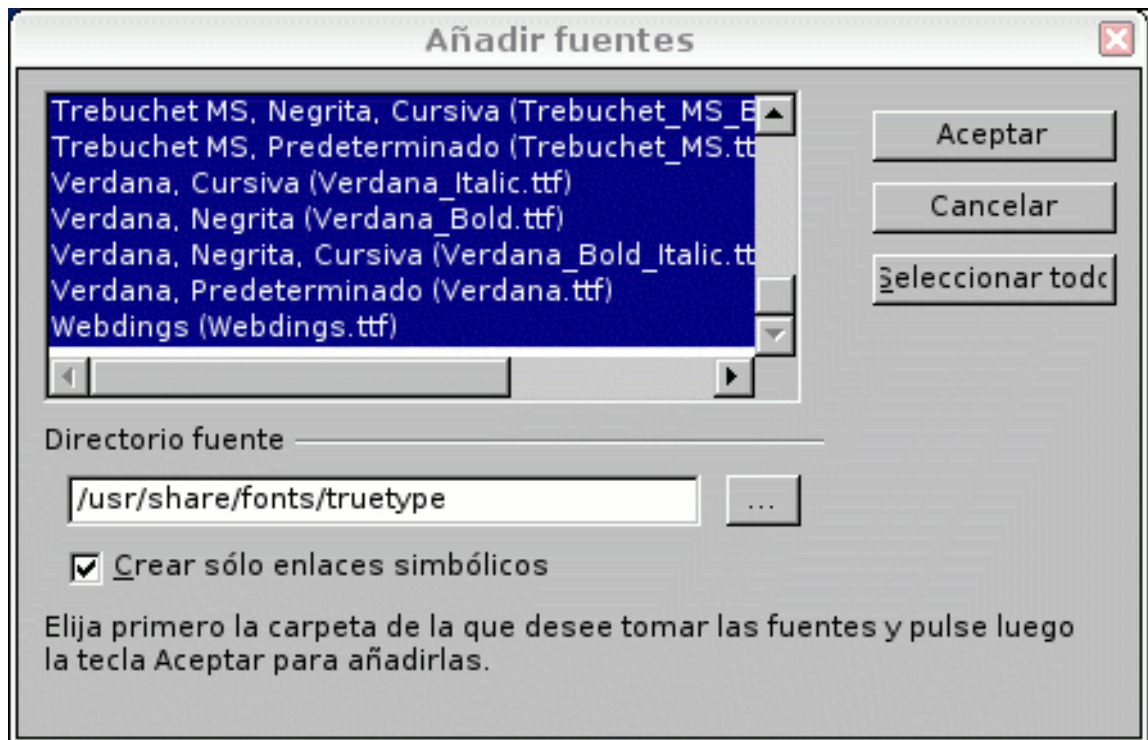 Añadir fuentes
Trebuchet MS, Negrita, Cursiva (Trebuchet_MS_B
Trebuchet MS, Predeterminado (Trebuchet_MS.tt
Verdana, Cursiva (Verdana_Italic.ttf)
Verdana, Negrita (Verdana_Bold.ttf)
Verdana, Negrita, Cursiva (Verdana_Bold_Italic.tt
Verdana, Predeterminado (Verdana.ttf)
Webdings (Webdings.ttf)
Aceptar
Cancelar
Seleccionar todo
Directorio fuente
/usr/share/fonts/truetype
...
Crear sólo enlaces simbólicos
Elija primero la carpeta de la que desee tomar las fuentes y pulse luego
la tecla Aceptar para añadirlas.